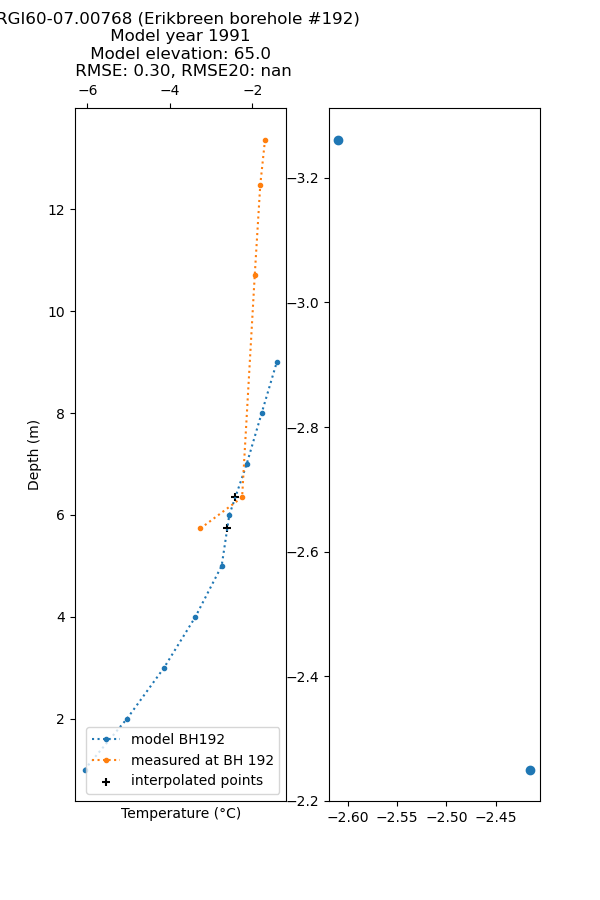 RGI60-07.00768 (Erikbreen borehole #192)
Model year 1991
Model elevation: 65.0
RMSE: 0.30, RMSE20: nan
−6 −4 −2
12
10
8
6
4
2
Depth (m)
model BH192
measured at BH 192
interpolated points
Temperature (°C)
−3.2
−3.0
−2.8
−2.6
−2.4
−2.2
−2.60 −2.55 −2.50 −2.45